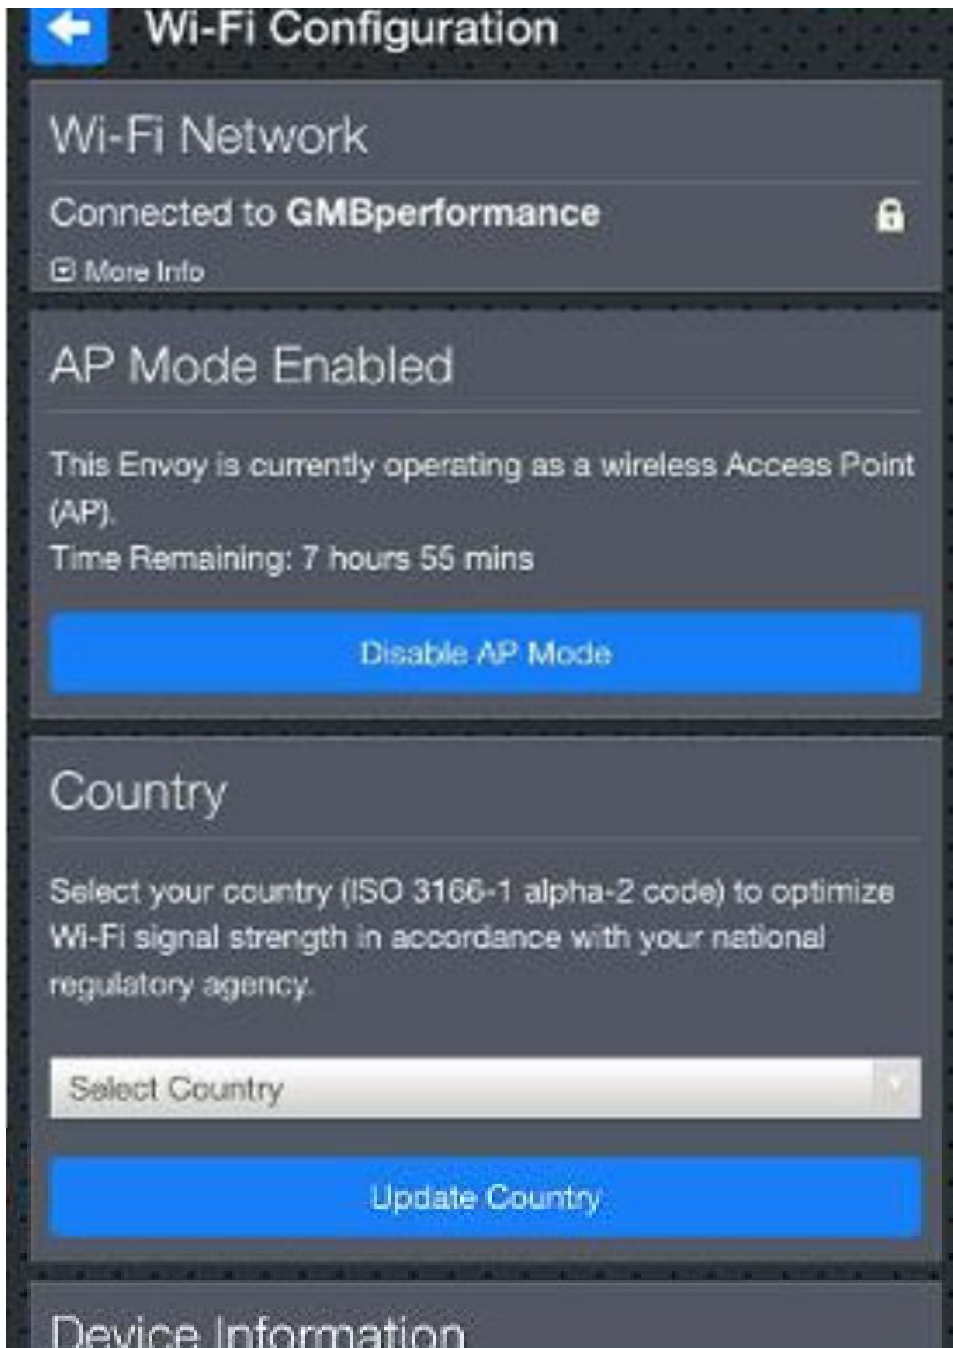 Wi-Fi Configuration
Wi-Fi Network
Connected to GMBperformance
More Info
AP Mode Enabled
This Envoy is currently operating as a wireless Access Point
(AP).
Time Remaining: 7 hours 55 mins
Disable AP Mode
Country
Select your country (ISO 3166-1 alpha-2 code) to optimize
Wi-Fi signal strength in accordance with your national
regulatory agency.
Select Country
Update Country
Device Information